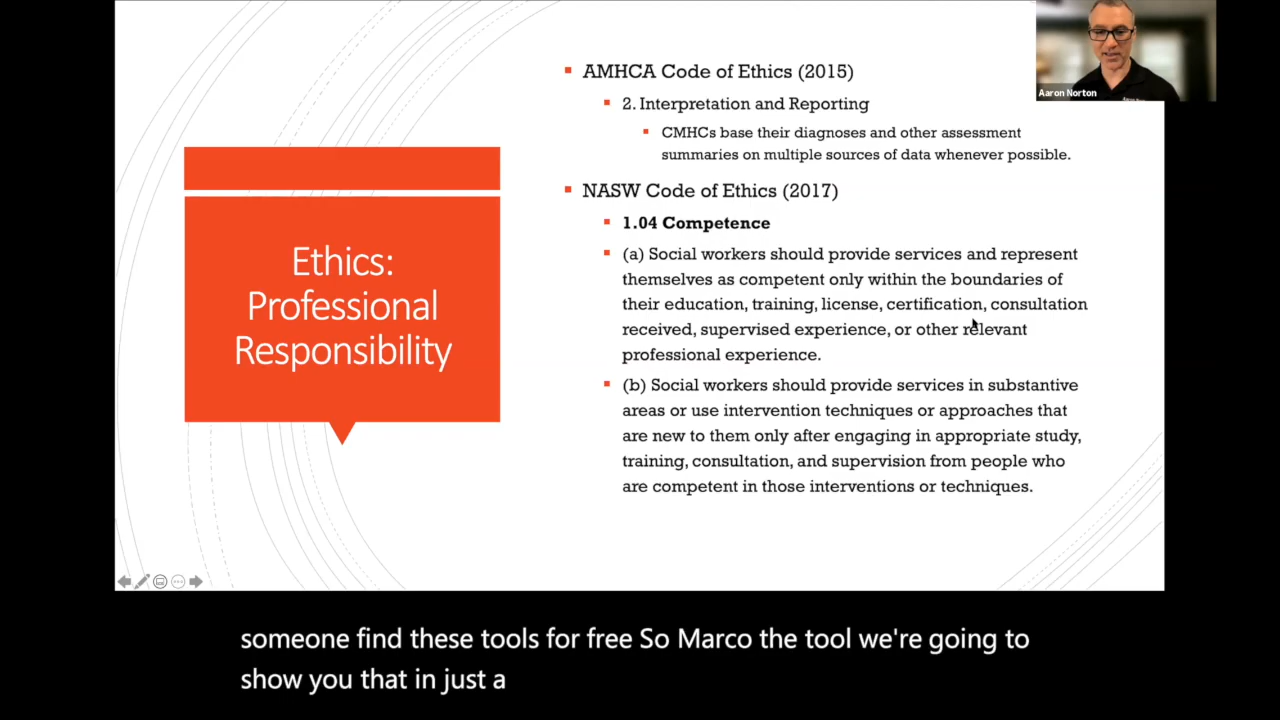 AMHCA Code of Ethics (2015)
2. Interpretation and Reporting
CMHCs base their diagnoses and other assessment
summaries on multiple sources of data whenever possible.
NASW Code of Ethics (2017)
1.04 Competence
(a) Social workers should provide services and represent
themselves as competent only within the boundaries of
their education, training, license, certification, consultation
received, supervised experience, or other relevant
professional experience.
(b) Social workers should provide services in substantive
areas or use intervention techniques or approaches that
are new to them only after engaging in appropriate study,
training, consultation, and supervision from people who
are competent in those interventions or techniques.
Ethics:
Professional
Responsibility
Aaron Norton
someone find these tools for free So Marco the tool we're going to
show you that in just a